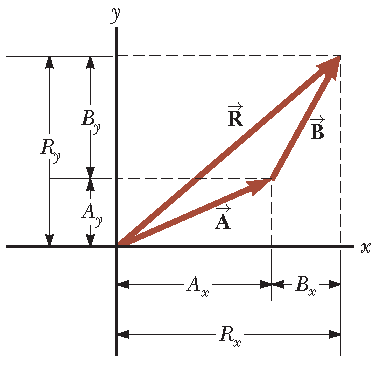 y
R⃗
B⃗
B_y
R_y
A_y
A⃗
x
A_x
B_x
R_x